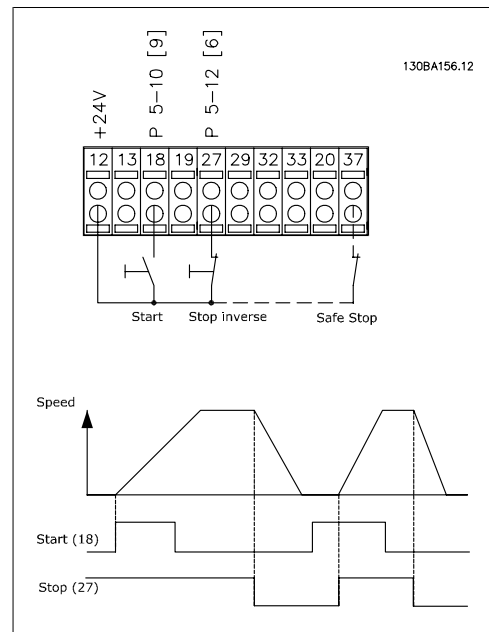 130BA156.12
+24V
P 5-10 [9]
P 5-12 [6]
12 13 18 19 27 29 32 33 20 37
Start Stop inverse Safe Stop
Speed
Start (18)
Stop (27)